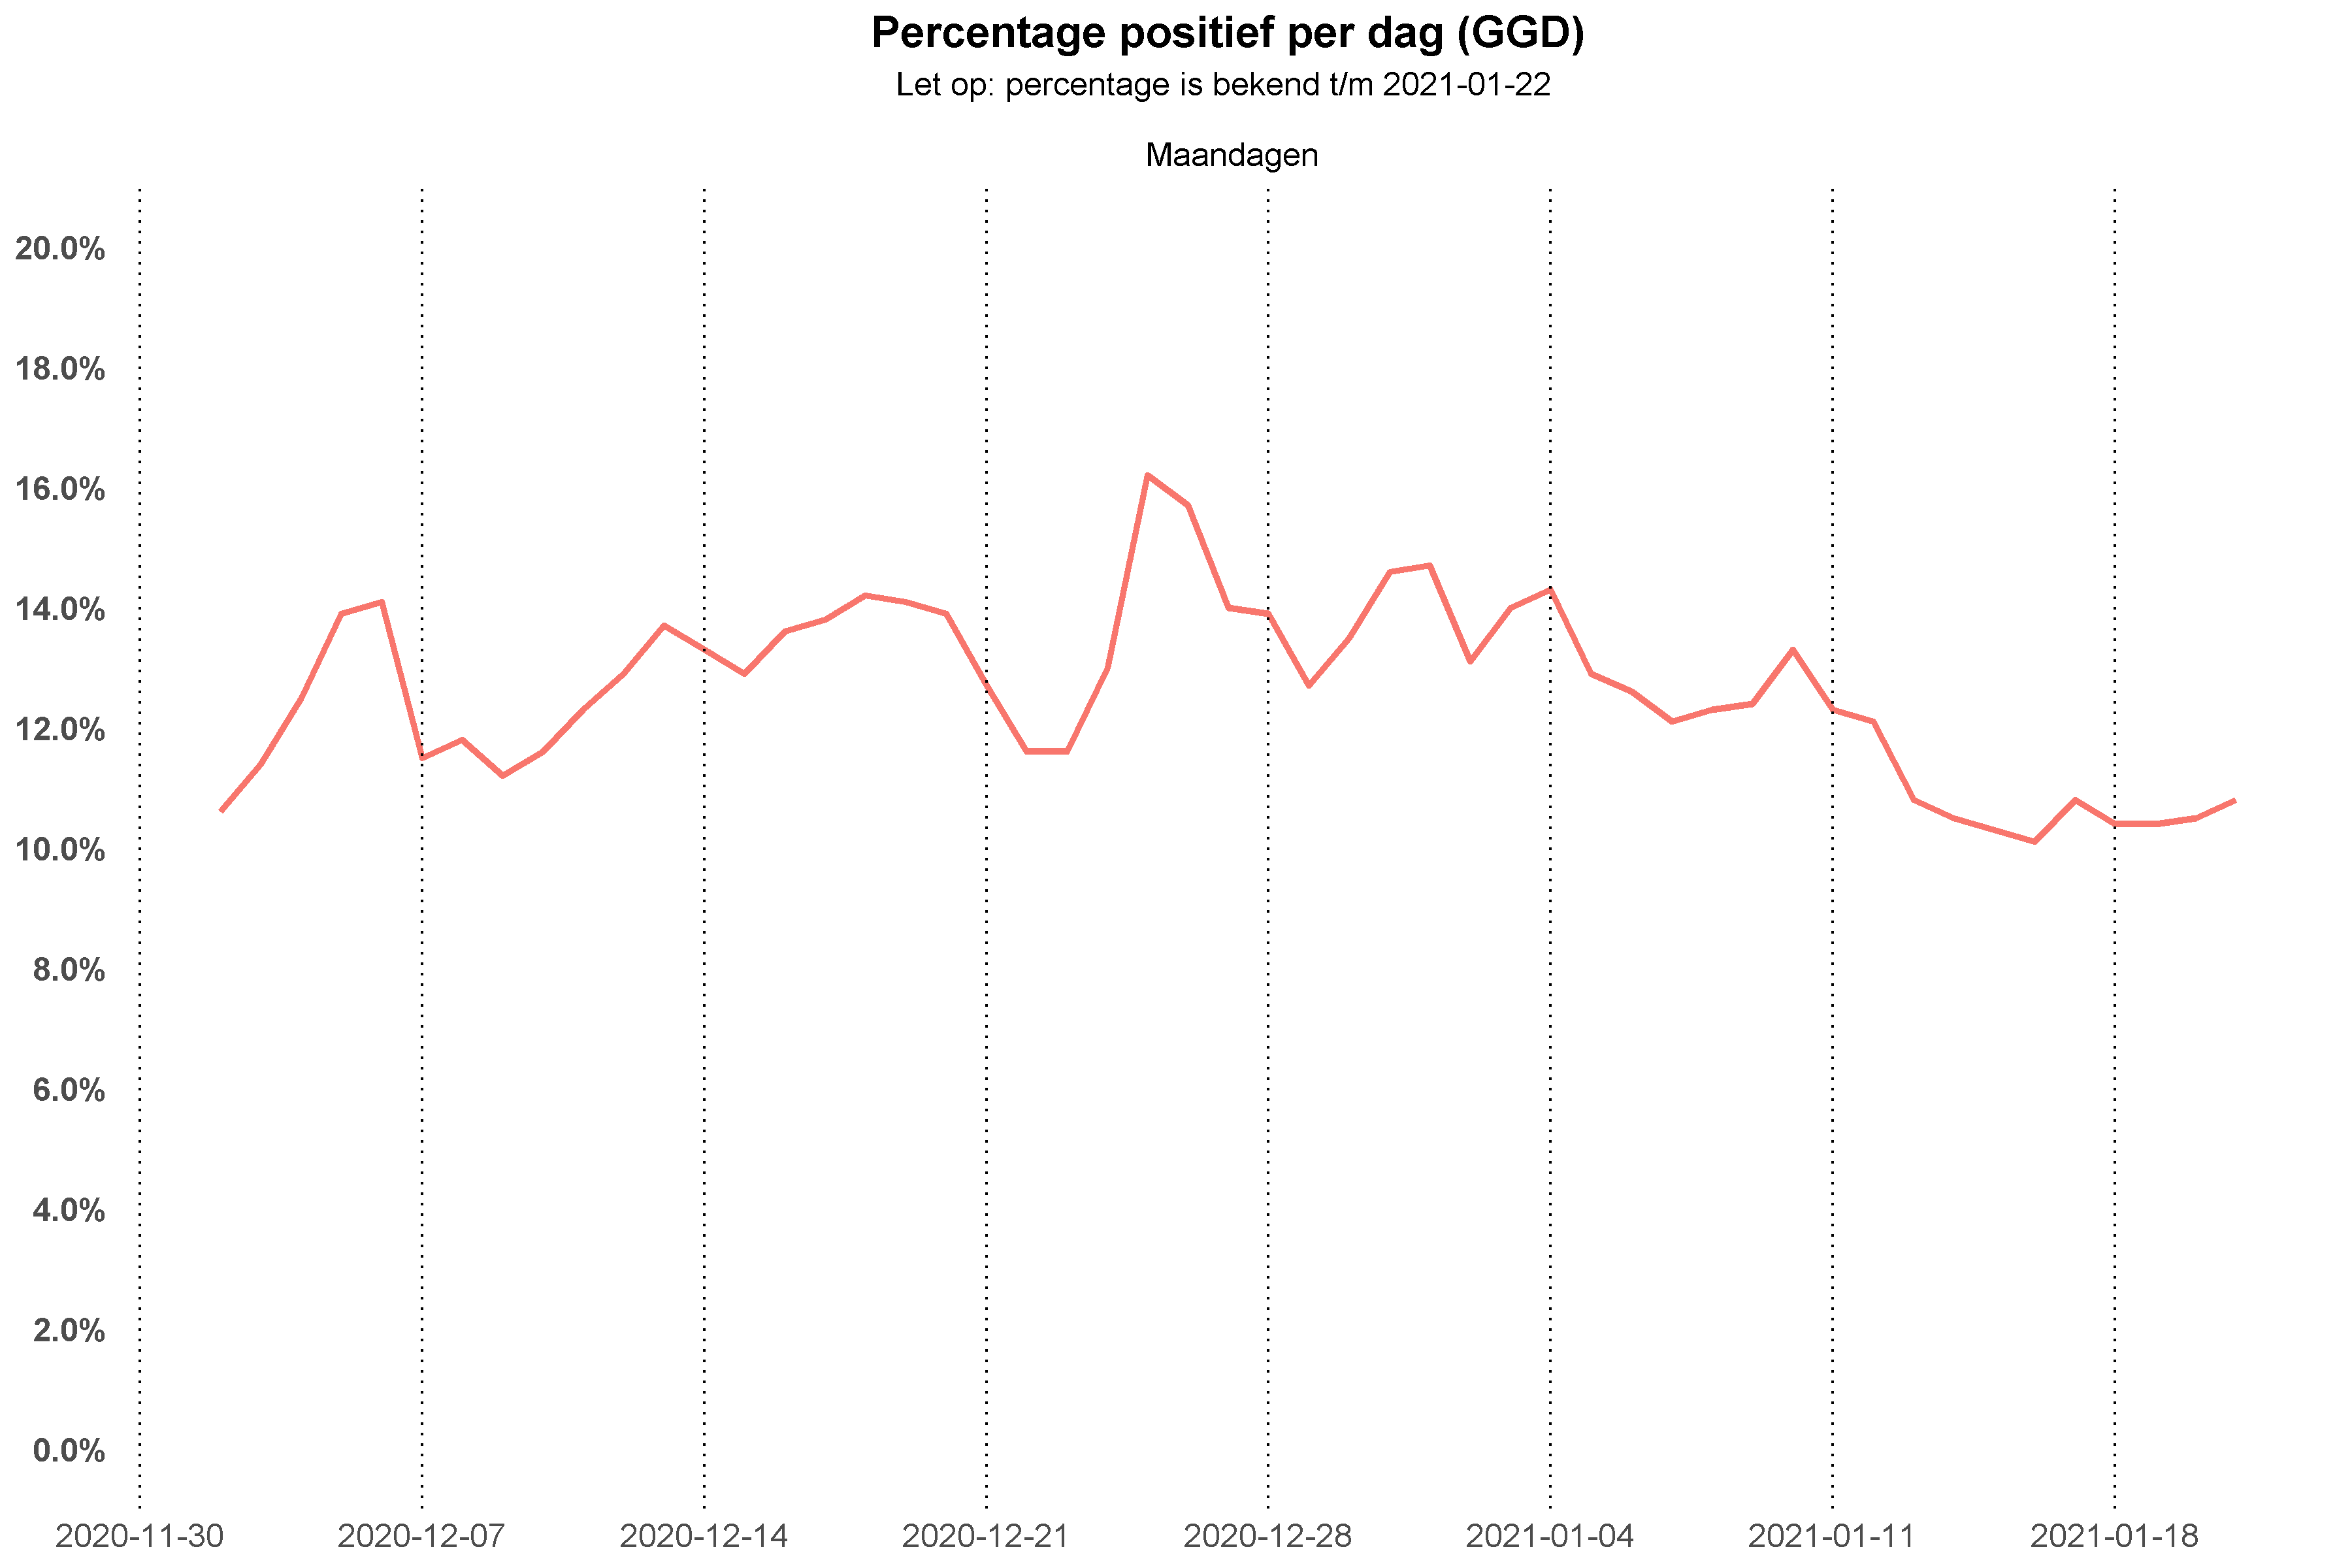 Percentage positief per dag (GGD)
Let op: percentage is bekend t/m 2021-01-22
Maandagen
20.0%
18.0%
16.0%
14.0%
12.0%
10.0%
8.0%
6.0%
4.0%
2.0%
0.0%
2020-11-30 2020-12-07 2020-12-14 2020-12-21 2020-12-28 2021-01-04 2021-01-11 2021-01-18